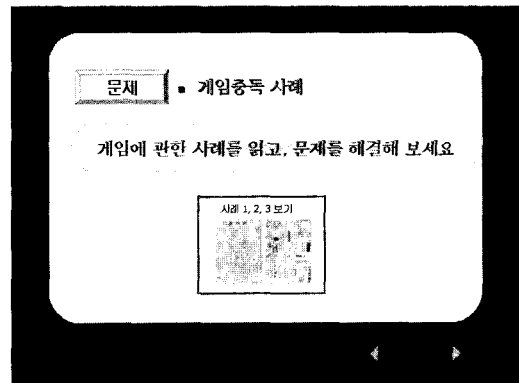 문제 ▪ 게임중독 사례
게임에 관한 사례를 읽고, 문제를 해결해 보세요
사례 1, 2, 3 보기